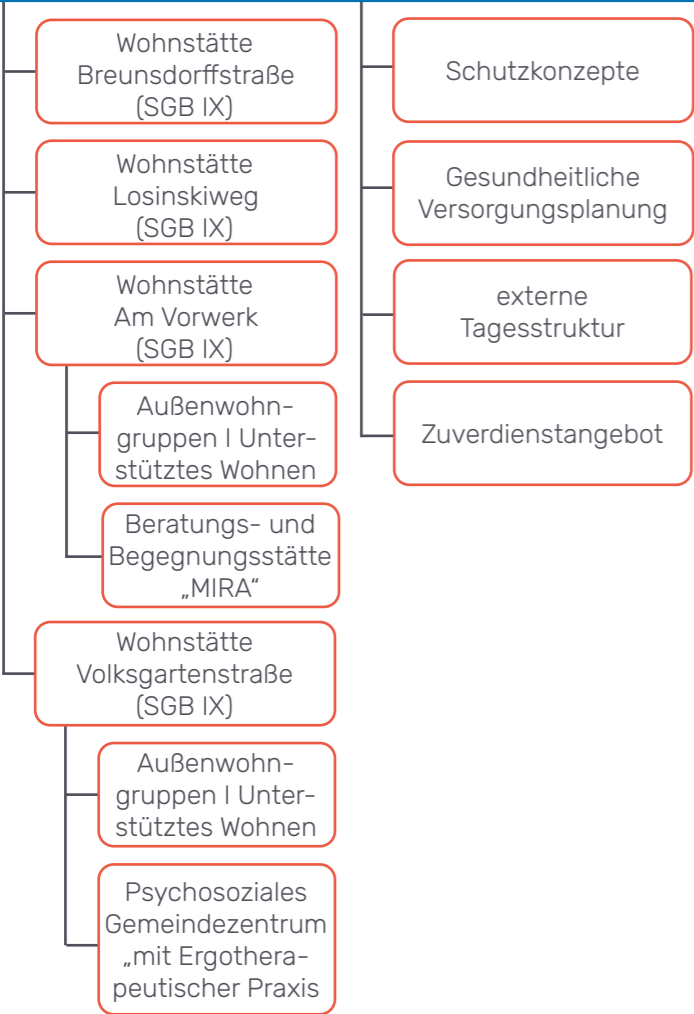 Wohnstätte
Breunsdorffstraße
(SGB IX)
Wohnstätte
Losinskiweg
(SGB IX)
Wohnstätte
Am Vorwerk
(SGB IX)
Außenwohn-
gruppen I Unter-
stütztes Wohnen
Beratungs- und
Begegnungsstätte
„MIRA“
Wohnstätte
Volksgartenstraße
(SGB IX)
Außenwohn-
gruppen I Unter-
stütztes Wohnen
Psychosoziales
Gemeindezentrum
„mit Ergothera-
peutischer Praxis
Schutzkonzepte
Gesundheitliche
Versorgungsplanung
externe
Tagesstruktur
Zuverdienstangebot